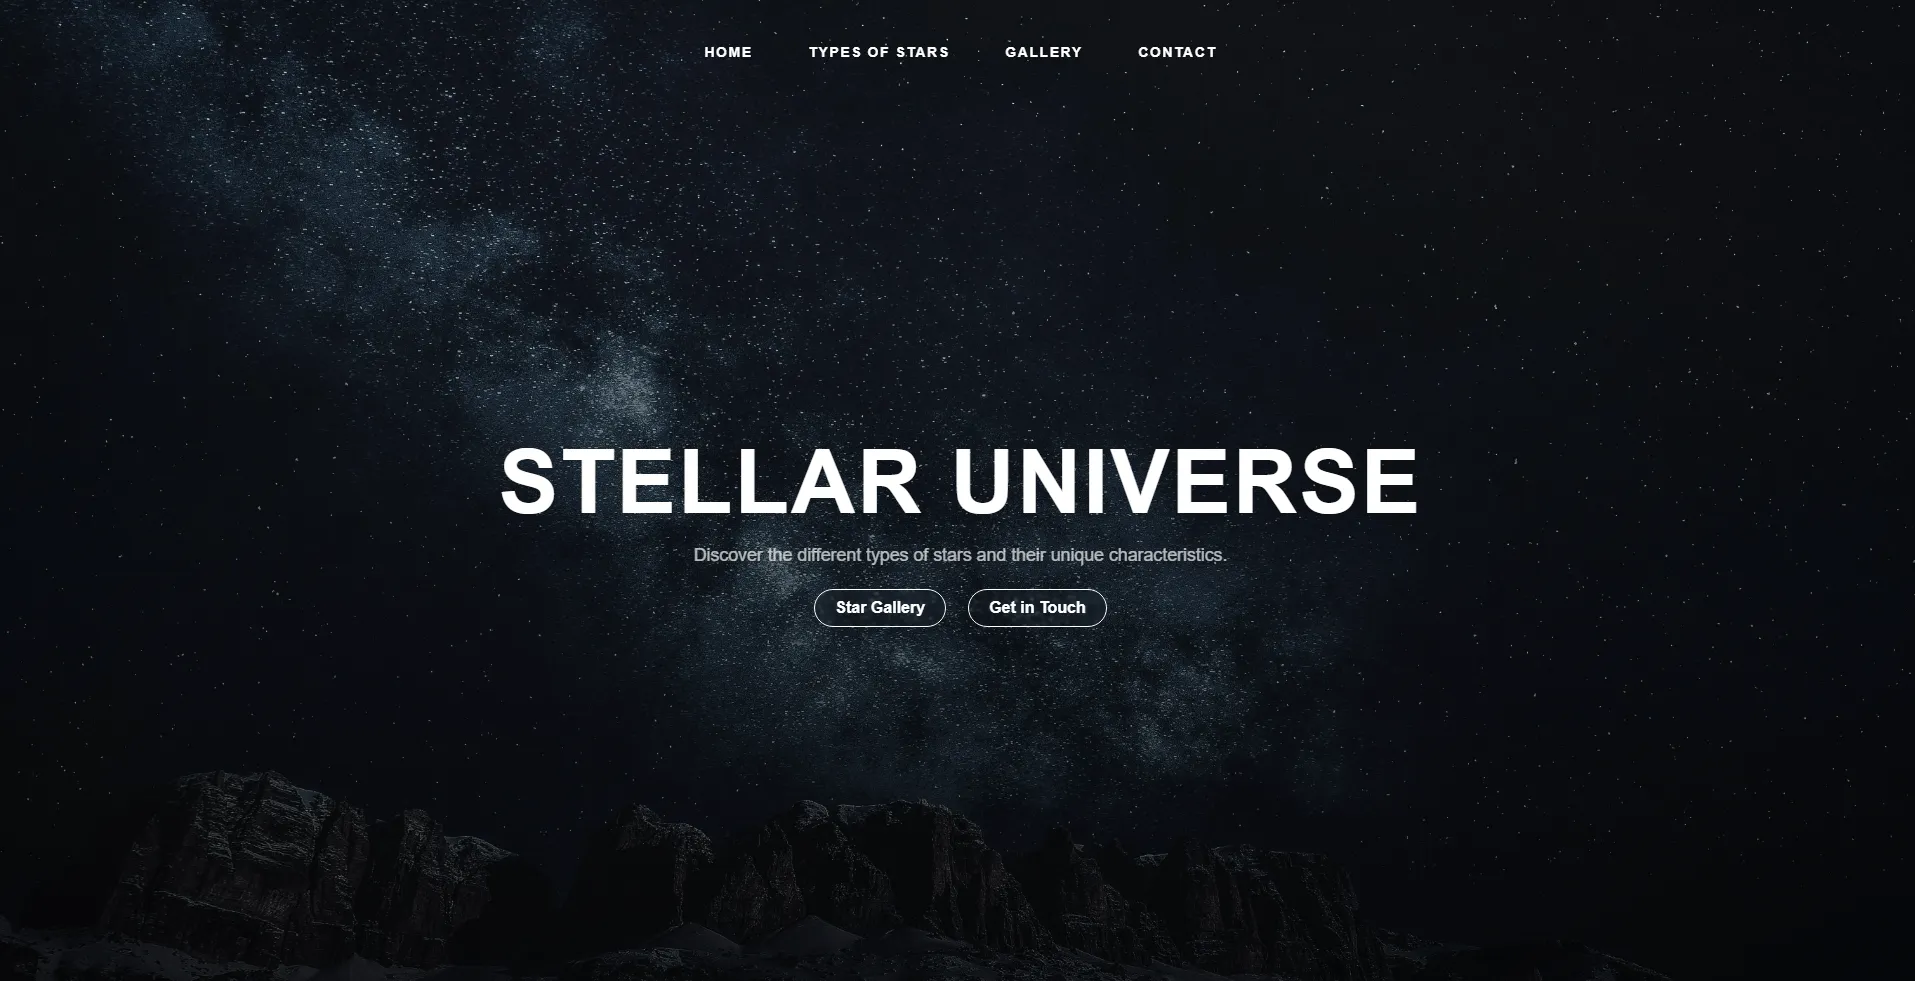 HOME TYPES OF STARS GALLERY CONTACT
STELLAR UNIVERSE
Discover the different types of stars and their unique characteristics.
Star Gallery Get in Touch